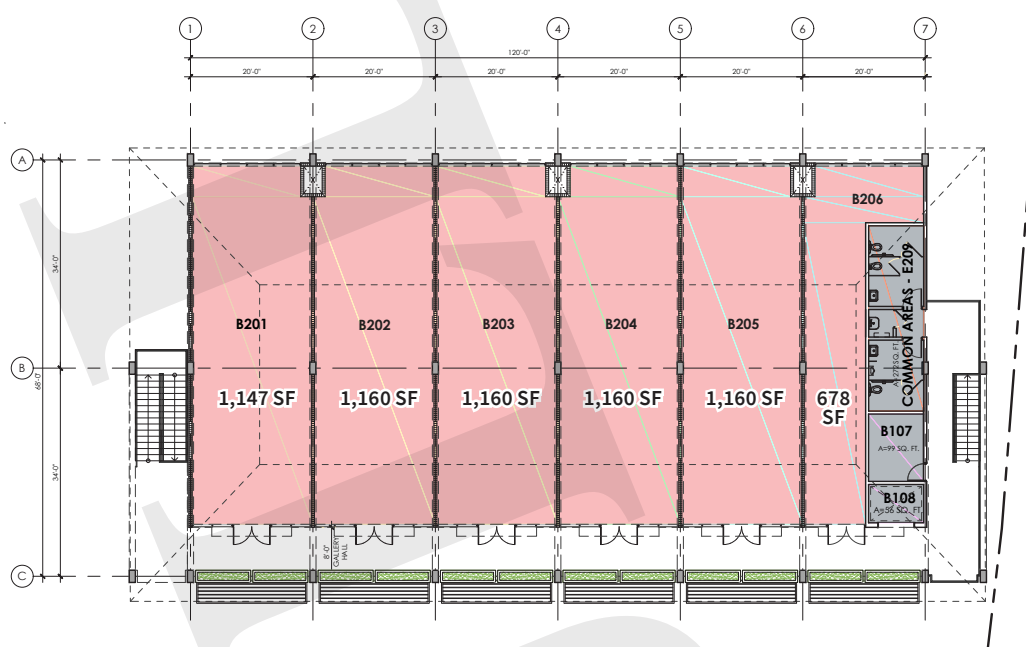 1
2
3
4
5
6
7
120'-0"
20'-0"
20'-0"
20'-0"
20'-0"
20'-0"
20'-0"
A
B
C
34'-0"
68'-0"
34'-0"
B206
COMMON AREAS - E209
A=272 SQ. FT.
B201
B202
B203
B204
B205
1,147 SF
1,160 SF
1,160 SF
1,160 SF
1,160 SF
678
SF
B107
A=99 SQ. FT.
B108
A=56 SQ. FT.
8'-0"
GALLERY
HALL